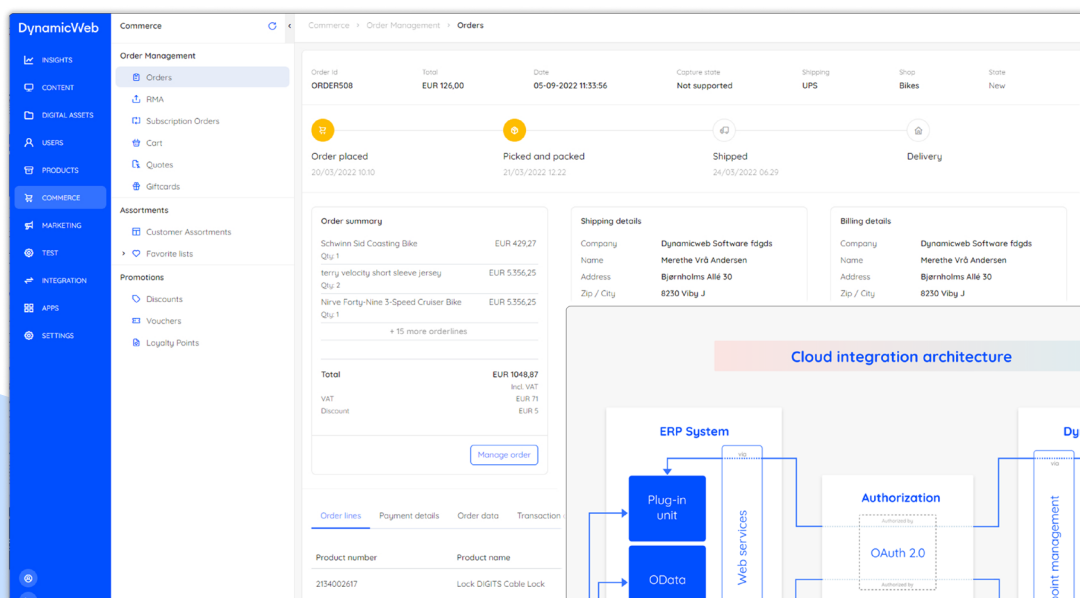 DynamicWeb
INSIGHTS
CONTENT
DIGITAL ASSETS
USERS
PRODUCTS
COMMERCE
MARKETING
TEST
INTEGRATION
APPS
SETTINGS
Commerce
Order Management
Orders
RMA
Subscription Orders
Cart
Quotes
Giftcards
Assortments
Customer Assortments
Favorite lists
Promotions
Discounts
Vouchers
Loyalty Points
Commerce > Order Management > Orders
Order Id Total Date Capture state Shipping Shop State
ORDER508 EUR 126,00 05-09-2022 11:33:56 Not supported UPS Bikes New
Order placed Picked and packed Shipped Delivery
20/03/2022 10.10 21/03/2022 12.22 24/03/2022 06.29
Order summary
Schwinn Sid Coasting Bike EUR 429,27
Qty: 1
terry velocity short sleeve jersey EUR 5.356,25
Qty: 2
Nirve Forty-Nine 3-Speed Cruiser Bike EUR 5.356,25
Qty: 1
+ 15 more orderlines
Total EUR 1048,87
Incl. VAT
VAT EUR 71
Discount EUR 5
Manage order
Shipping details
Company Dynamicweb Software fdgds
Name Merethe Vrå Andersen
Address Bjørnholms Allé 30
Zip / City 8230 Viby J
Billing details
Company Dynamicweb Software fdgds
Name Merethe Vrå Andersen
Address Bjørnholms Allé 30
Zip / City 8230 Viby J
Order lines Payment details Order data Transaction
Product number Product name
2134002617 Lock DIGITS Cable Lock
Cloud integration architecture
ERP System
via
Plug-in
unit
OData
Web services
Authorization
Authorized by
OAuth 2.0
Authorized by
Dy
via
oint management